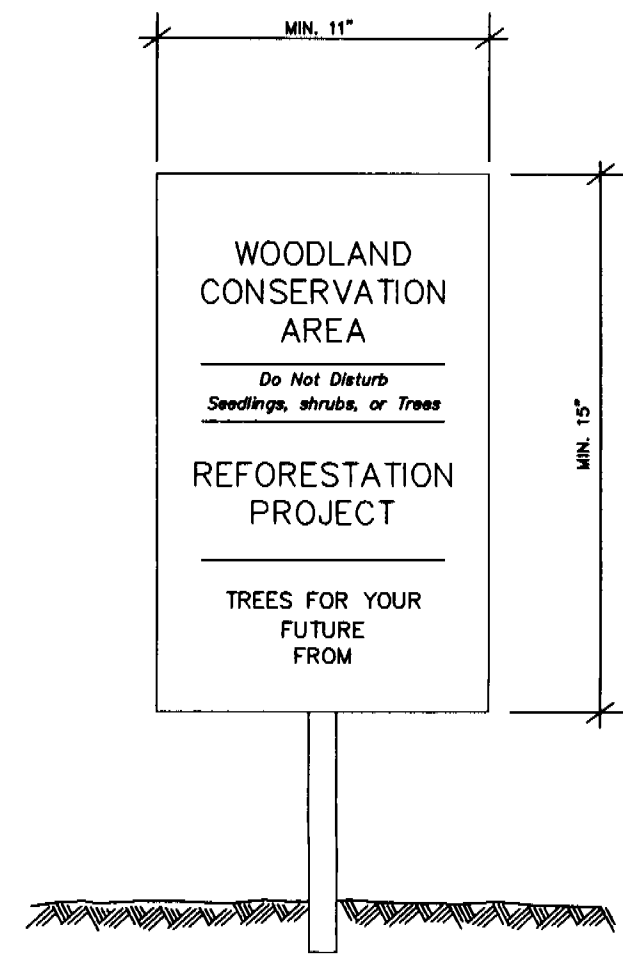 MIN. 11"
WOODLAND
CONSERVATION
AREA
Do Not Disturb
Seedlings, shrubs, or Trees
MIN. 15"
REFORESTATION
PROJECT
TREES FOR YOUR
FUTURE
FROM